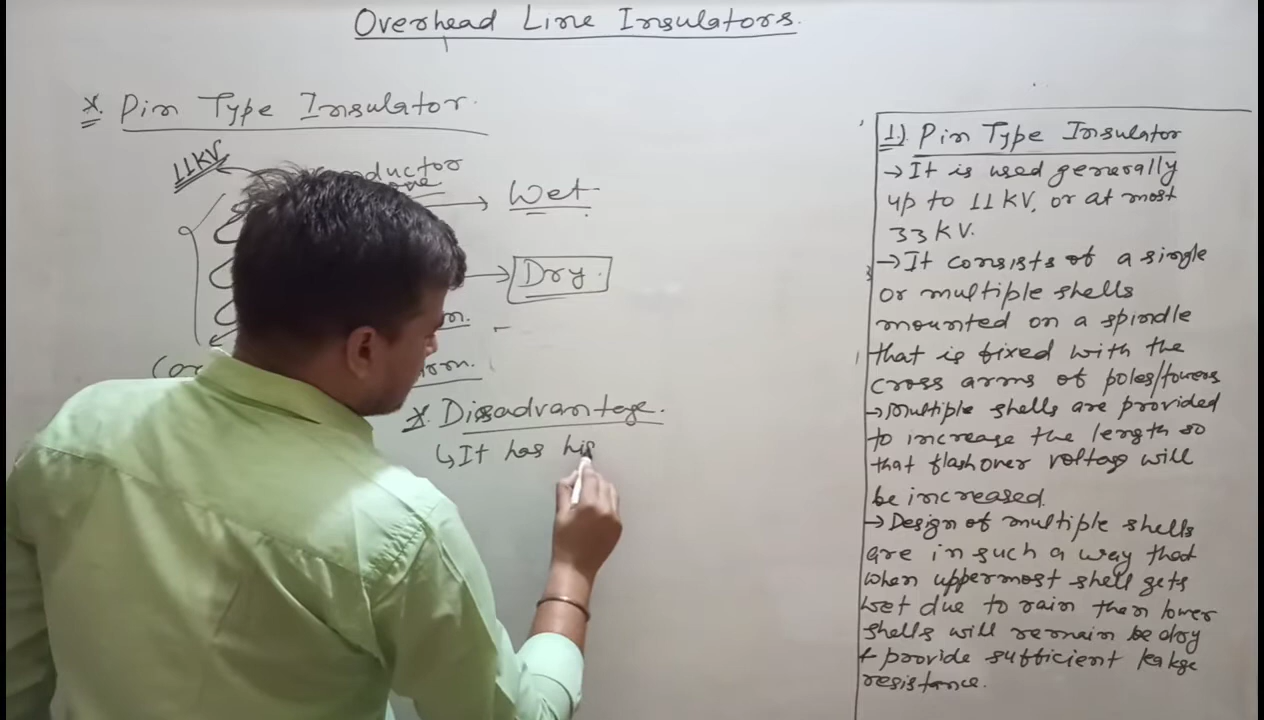 Overhead Line Insulators.
* Pin Type Insulator.
11KV
Wet
Dry.
* Disadvantage.
↳ It has
1.) Pin Type Insulator
→ It is used generally
up to 11 KV, or at most
33 KV.
→ It consists of a single
or multiple shells
mounted on a spindle
that is fixed with the
cross arms of poles/towers
→ Multiple shells are provided
to increase the length so
that flashover voltage will
be increased.
→ Design of multiple shells
are in such a way that
when uppermost shell gets
wet due to rain then lower
shells will remain be dry
+ provide sufficient leakge
resistance.